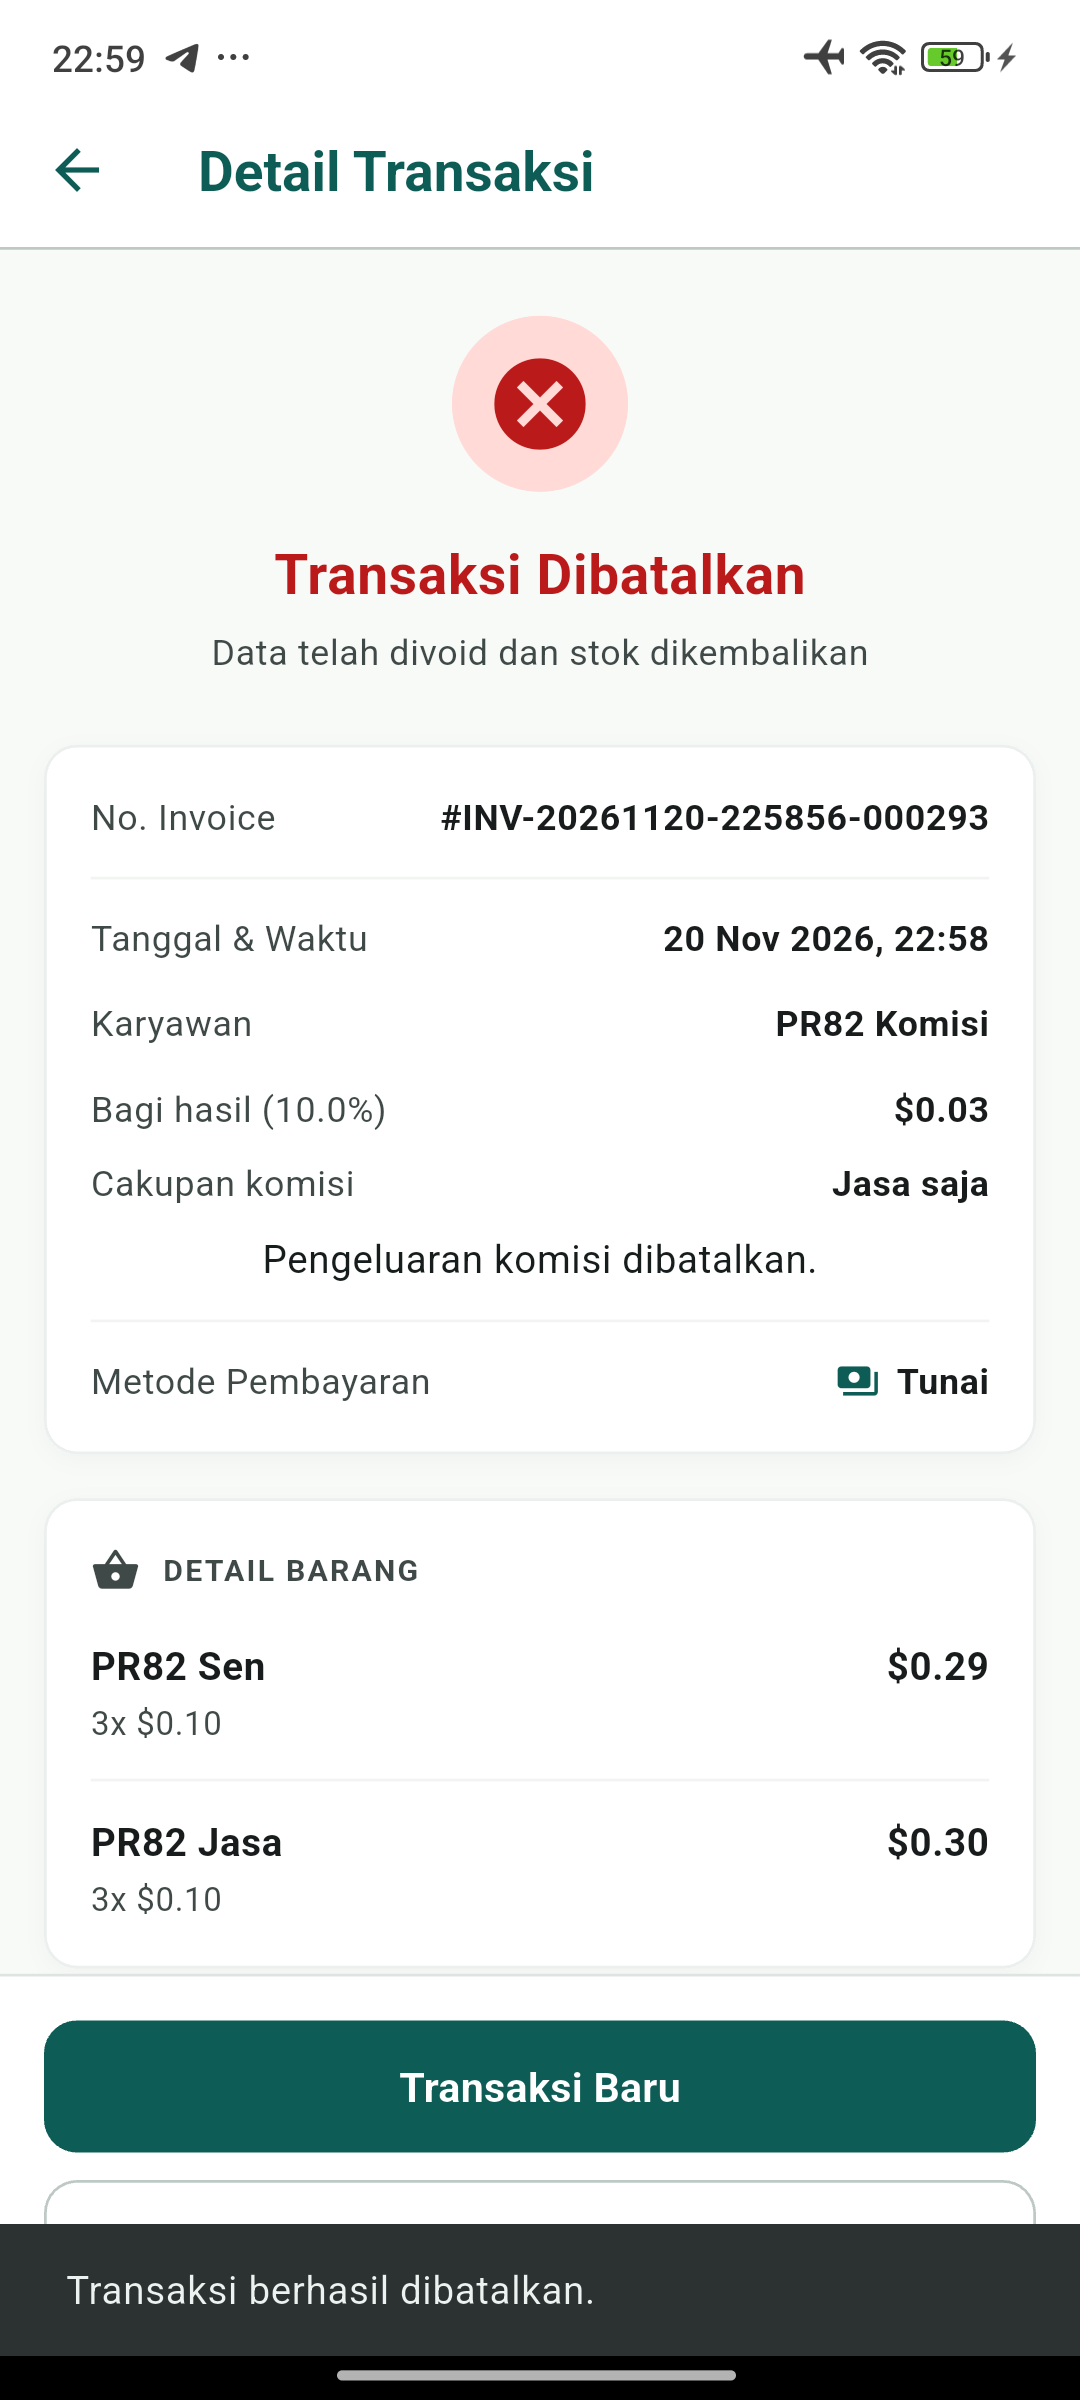 22:59
59
Detail Transaksi
Transaksi Dibatalkan
Data telah divoid dan stok dikembalikan
No. Invoice #INV-20261120-225856-000293
Tanggal & Waktu 20 Nov 2026, 22:58
Karyawan PR82 Komisi
Bagi hasil (10.0%) $0.03
Cakupan komisi Jasa saja
Pengeluaran komisi dibatalkan.
Metode Pembayaran Tunai
DETAIL BARANG
PR82 Sen $0.29
3x $0.10
PR82 Jasa $0.30
3x $0.10
Transaksi Baru
Transaksi berhasil dibatalkan.